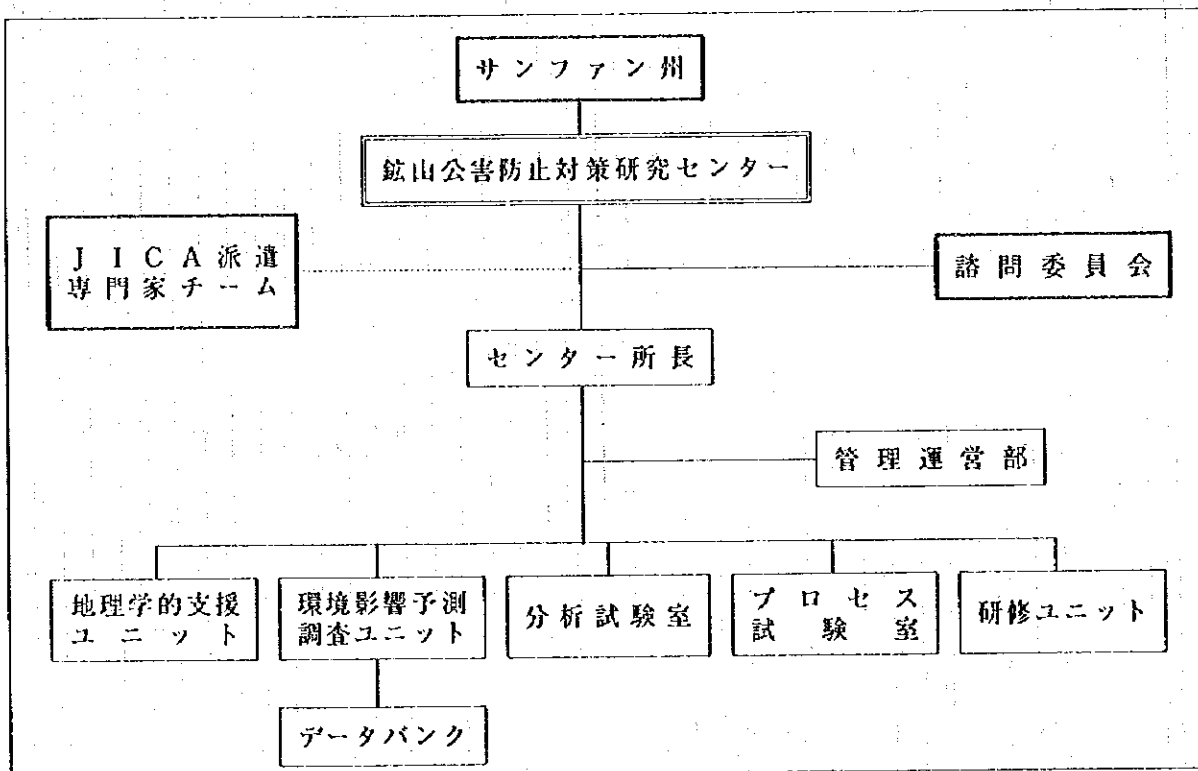 サンファン州
鉱山公害防止対策研究センター
JICA派遣
専門家チーム
諮問委員会
センター所長
管理運営部
地理学的支援
ユニット
環境影響予測
調査ユニット
分析試験室
プロセス
試験室
研修ユニット
データバンク